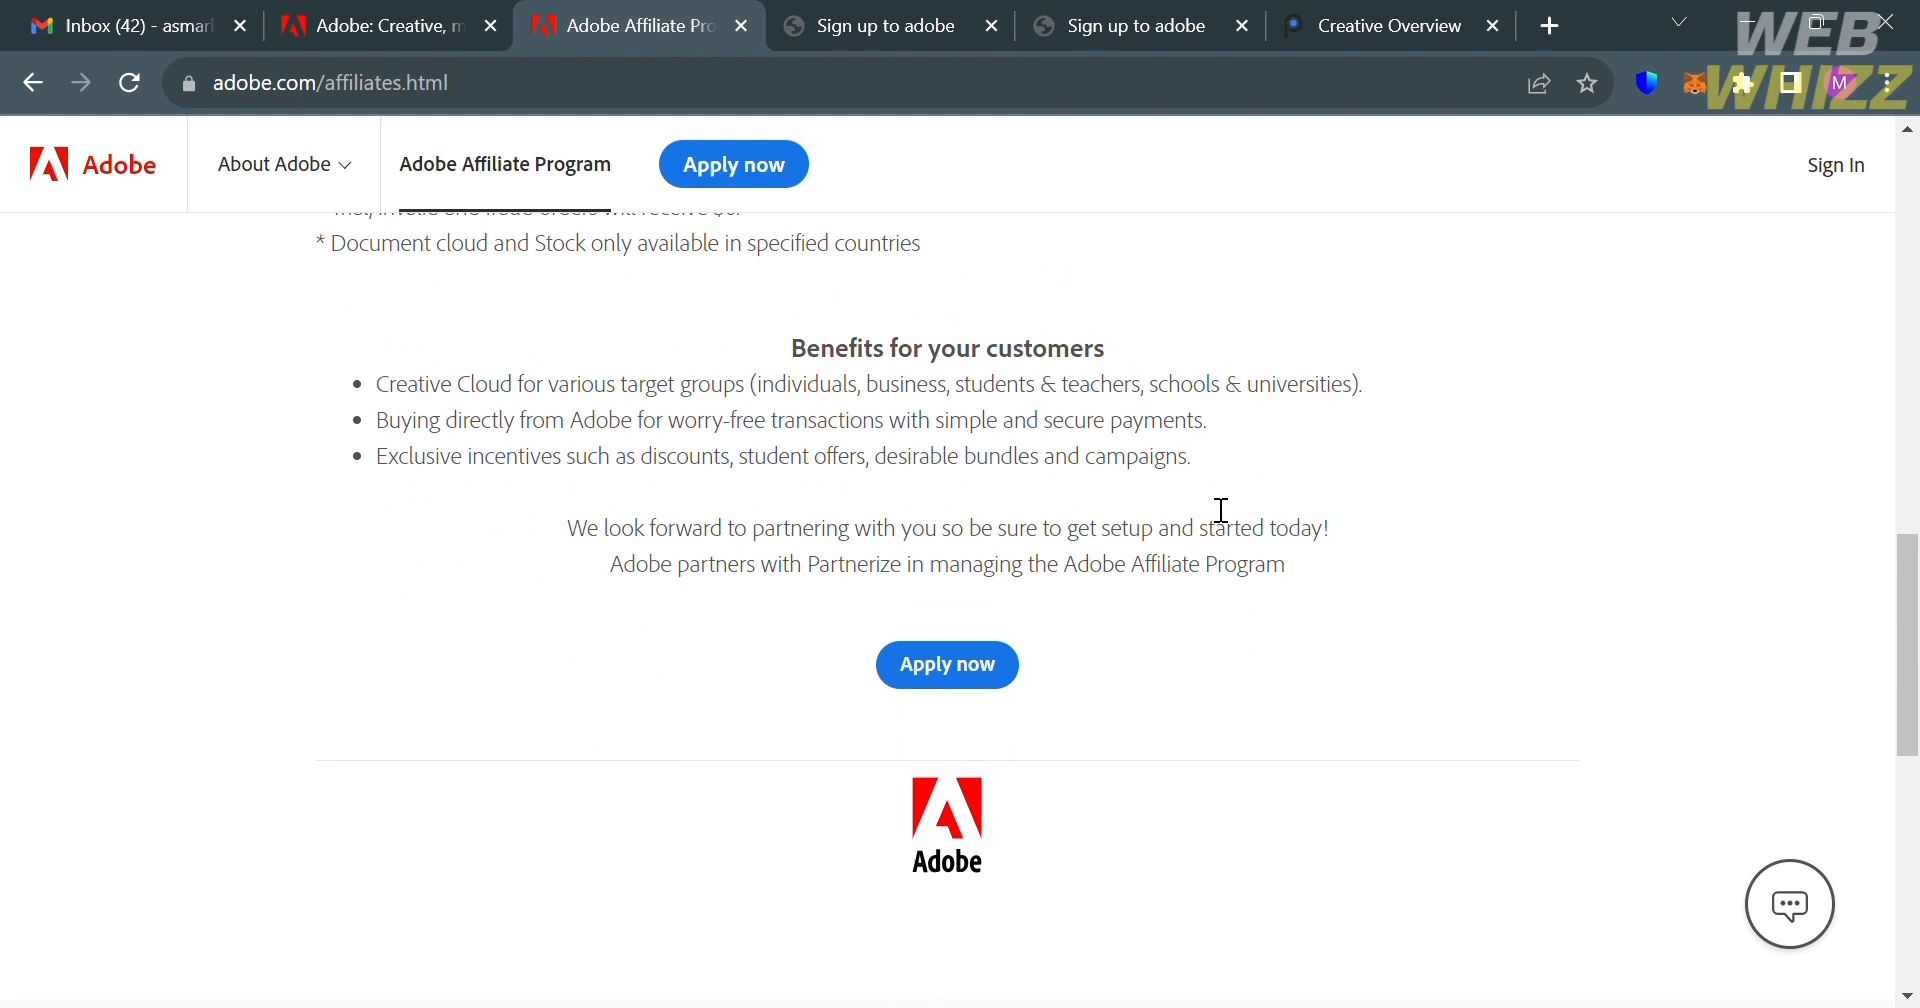 Inbox (42) - asmar
Adobe: Creative, m
Adobe Affiliate Pro
Sign up to adobe
Sign up to adobe
Creative Overview
WEB
WHIZZ
adobe.com/affiliates.html
M
Adobe
About Adobe
Adobe Affiliate Program
Apply now
Sign In
* Document cloud and Stock only available in specified countries
Benefits for your customers
• Creative Cloud for various target groups (individuals, business, students & teachers, schools & universities).
• Buying directly from Adobe for worry-free transactions with simple and secure payments.
• Exclusive incentives such as discounts, student offers, desirable bundles and campaigns.
We look forward to partnering with you so be sure to get setup and started today!
Adobe partners with Partnerize in managing the Adobe Affiliate Program
Apply now
Adobe